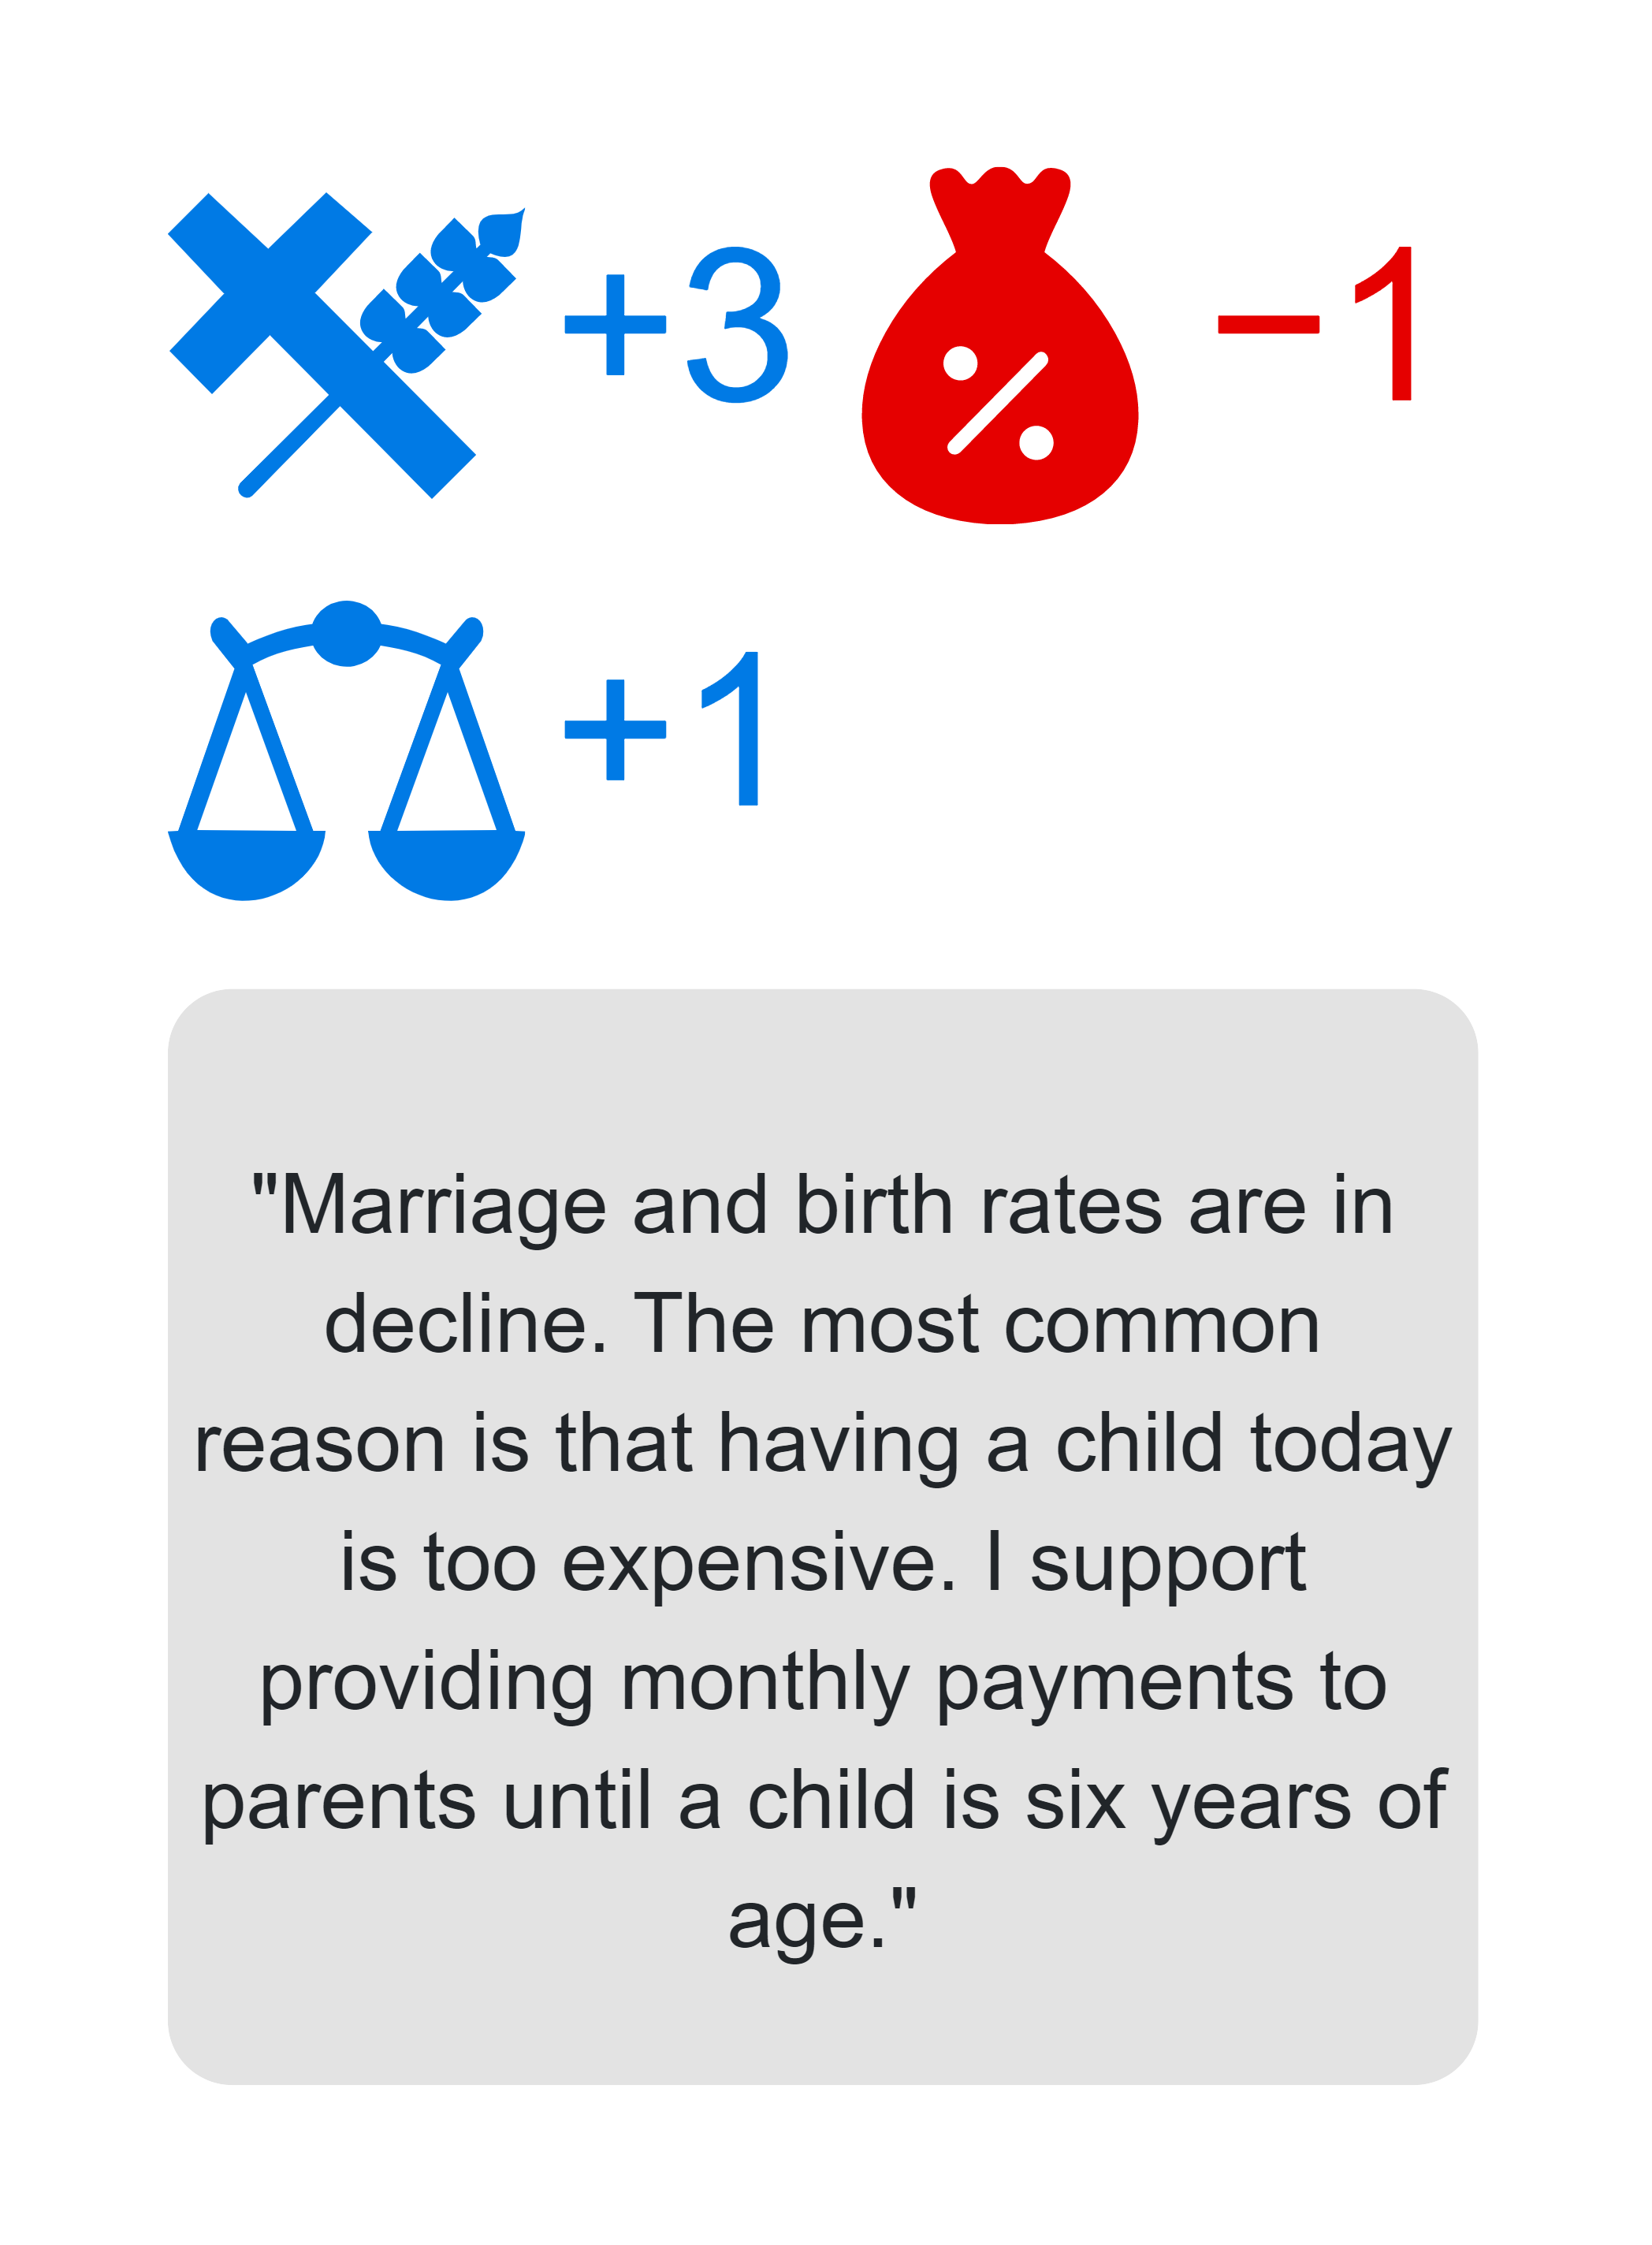 +3 −1
+1
"Marriage and birth rates are in
decline. The most common
reason is that having a child today
is too expensive. I support
providing monthly payments to
parents until a child is six years of
age."